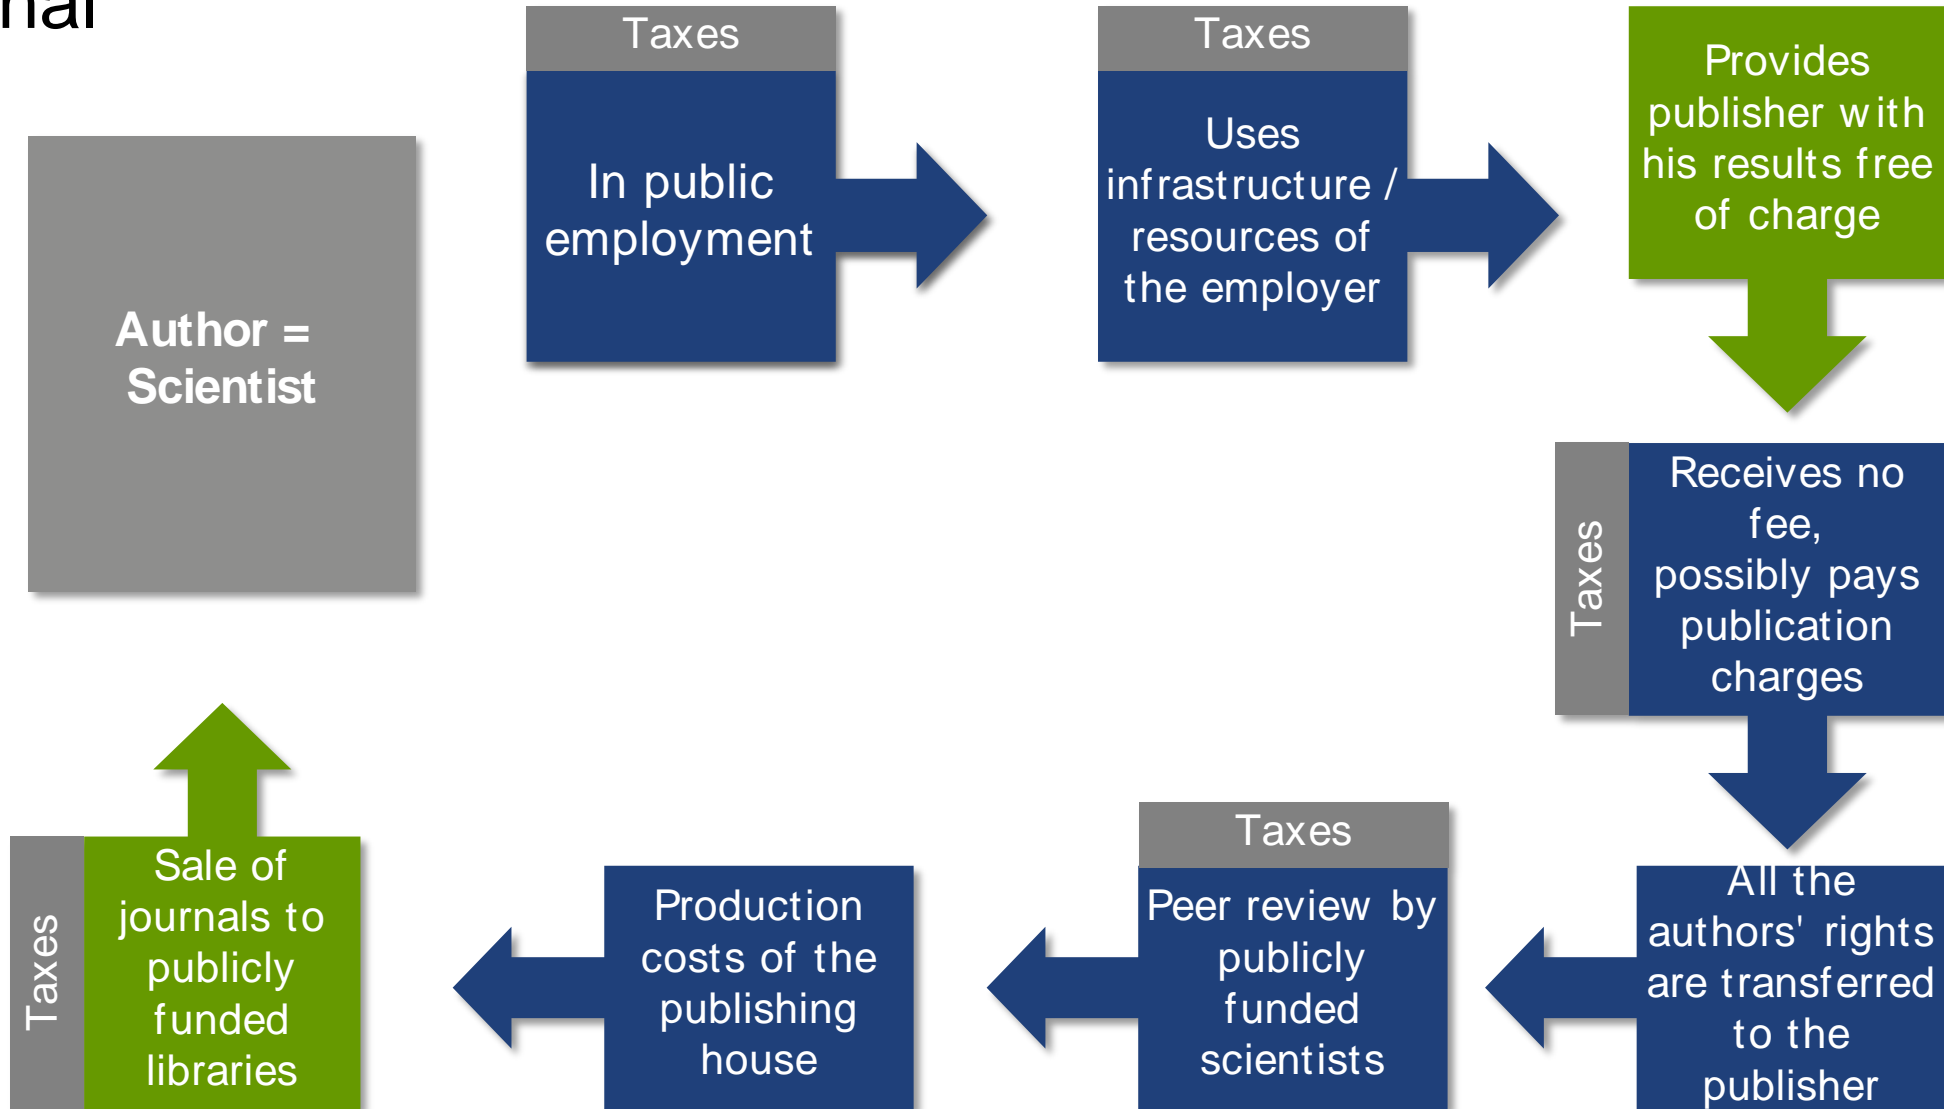 Taxes
In public
employment
Taxes
Uses
infrastructure /
resources of
the employer
Provides
publisher with
his results free
of charge
Author =
Scientist
Taxes
Receives no
fee,
possibly pays
publication
charges
All the
authors' rights
are transferred
to the
publisher
Taxes
Peer review by
publicly
funded
scientists
Production
costs of the
publishing
house
Taxes
Sale of
journals to
publicly
funded
libraries